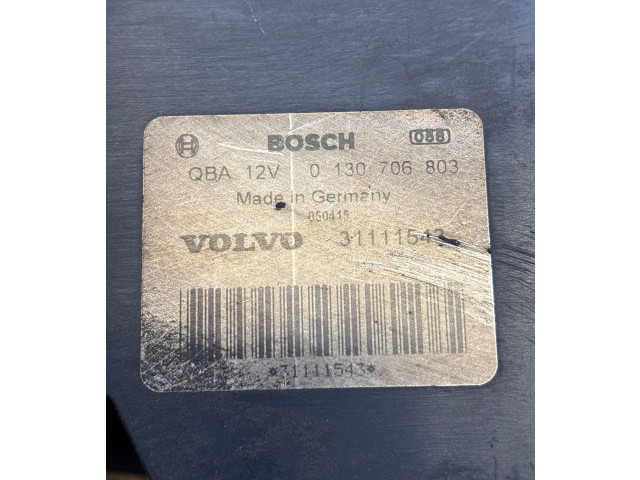 BOSCH 088
QBA 12V 0 130 706 803
Made in Germany
050415
VOLVO 31111543
*31111543*